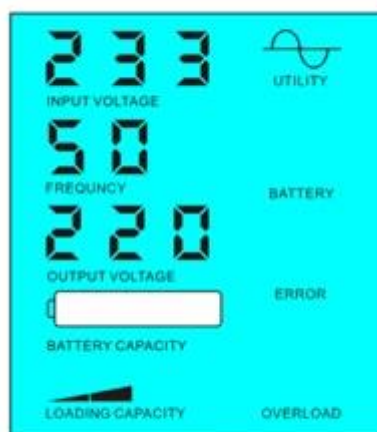 233
UTILITY
INPUT VOLTAGE
50
FREQUNCY
BATTERY
220
OUTPUT VOLTAGE
ERROR
BATTERY CAPACITY
LOADING CAPACITY
OVERLOAD